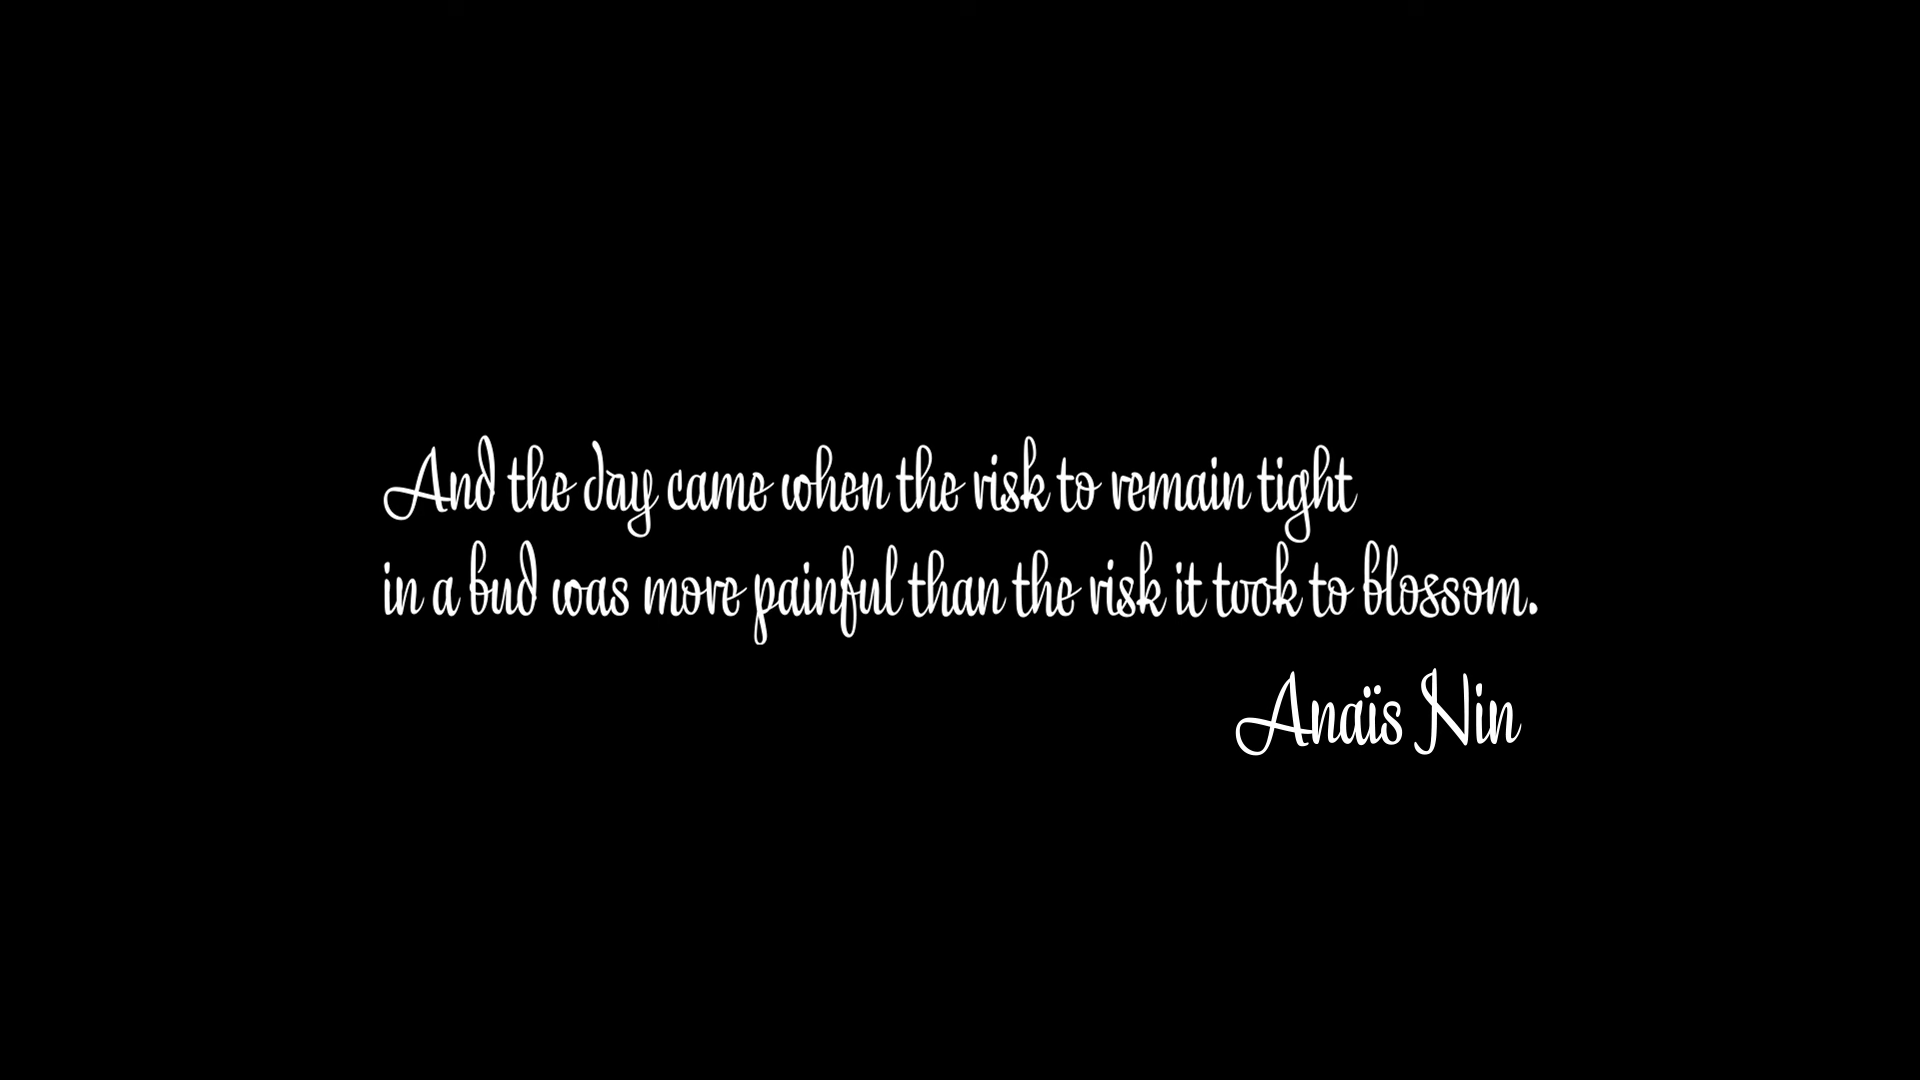 And the day came when the risk to remain tight
in a bud was more painful than the risk it took to blossom.
Anaïs Nin